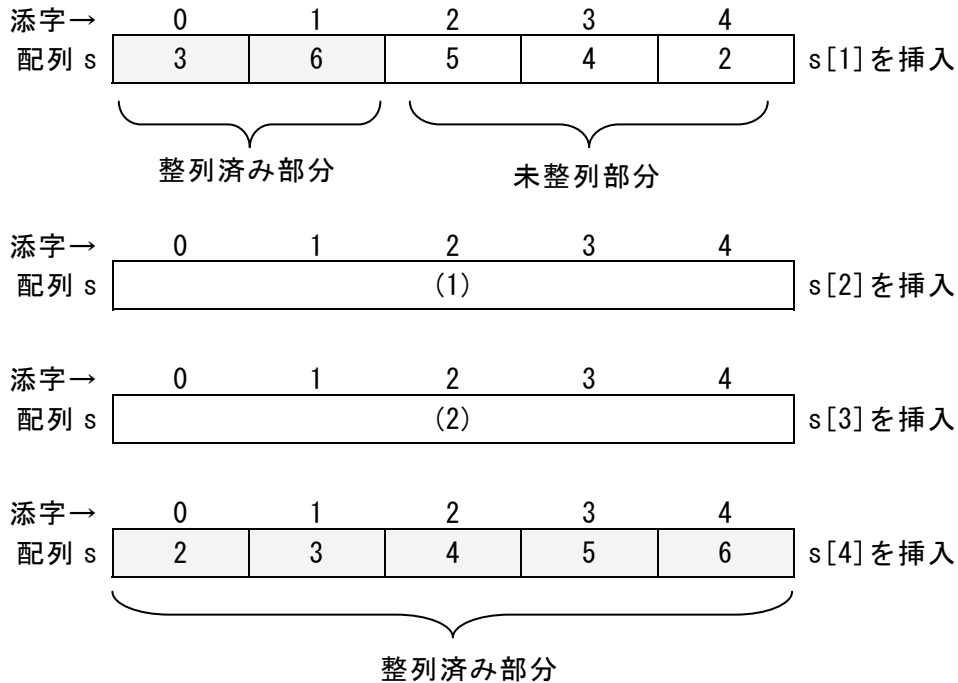 添字→ 0 1 2 3 4
配列 s 3 6 5 4 2 s[1]を挿入
整列済み部分 未整列部分
添字→ 0 1 2 3 4
配列 s (1) s[2]を挿入
添字→ 0 1 2 3 4
配列 s (2) s[3]を挿入
添字→ 0 1 2 3 4
配列 s 2 3 4 5 6 s[4]を挿入
整列済み部分